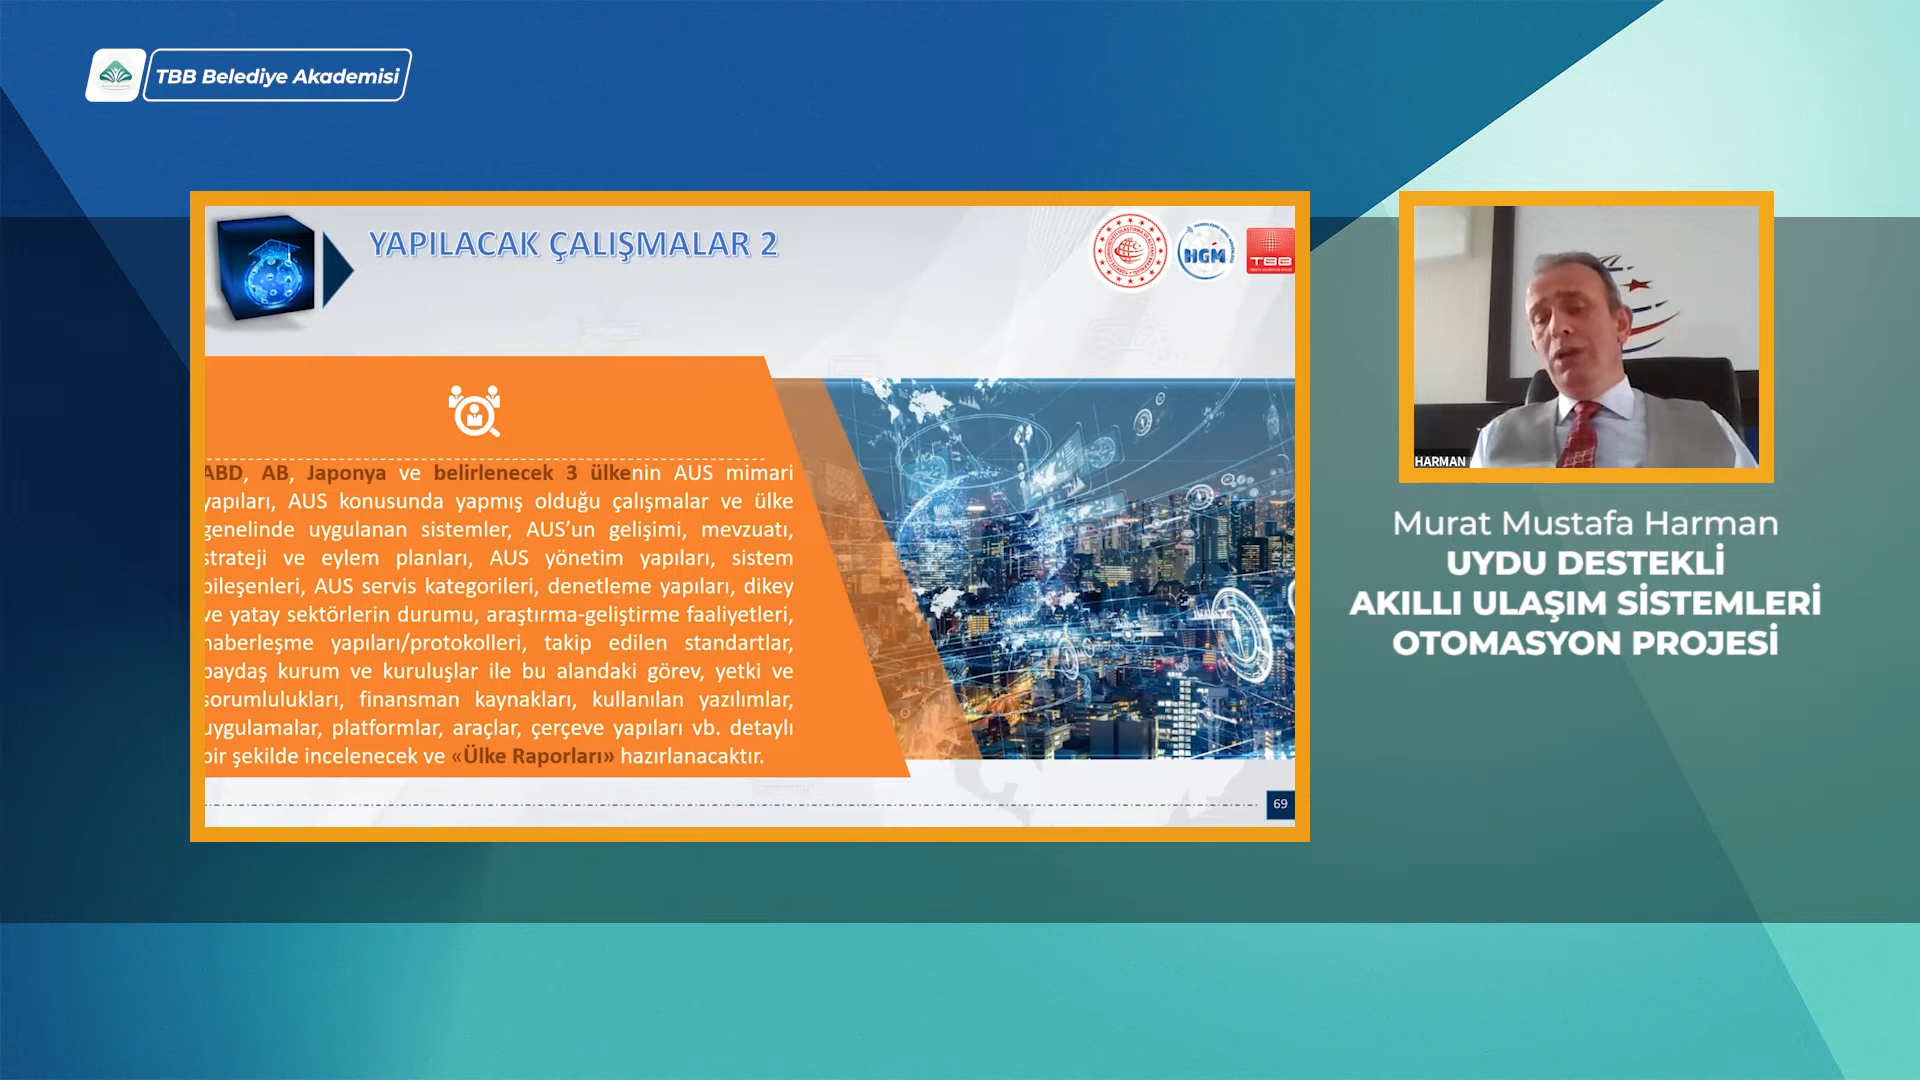 TBB Belediye Akademisi
YAPILACAK ÇALIŞMALAR 2
HGM
TBB
ABD, AB, Japonya ve belirlenecek 3 ülkenin AUS mimari
yapıları, AUS konusunda yapmış olduğu çalışmalar ve ülke
genelinde uygulanan sistemler, AUS’un gelişimi, mevzuatı,
strateji ve eylem planları, AUS yönetim yapıları, sistem
bileşenleri, AUS servis kategorileri, denetleme yapıları, dikey
ve yatay sektörlerin durumu, araştırma-geliştirme faaliyetleri,
haberleşme yapıları/protokolleri, takip edilen standartlar,
paydaş kurum ve kuruluşlar ile bu alandaki görev, yetki ve
sorumlulukları, finansman kaynakları, kullanılan yazılımlar,
uygulamalar, platformlar, araçlar, çerçeve yapıları vb. detaylı
bir şekilde incelenecek ve «Ülke Raporları» hazırlanacaktır.
69
HARMAN
Murat Mustafa Harman
UYDU DESTEKLİ
AKILLI ULAŞIM SİSTEMLERİ
OTOMASYON PROJESİ